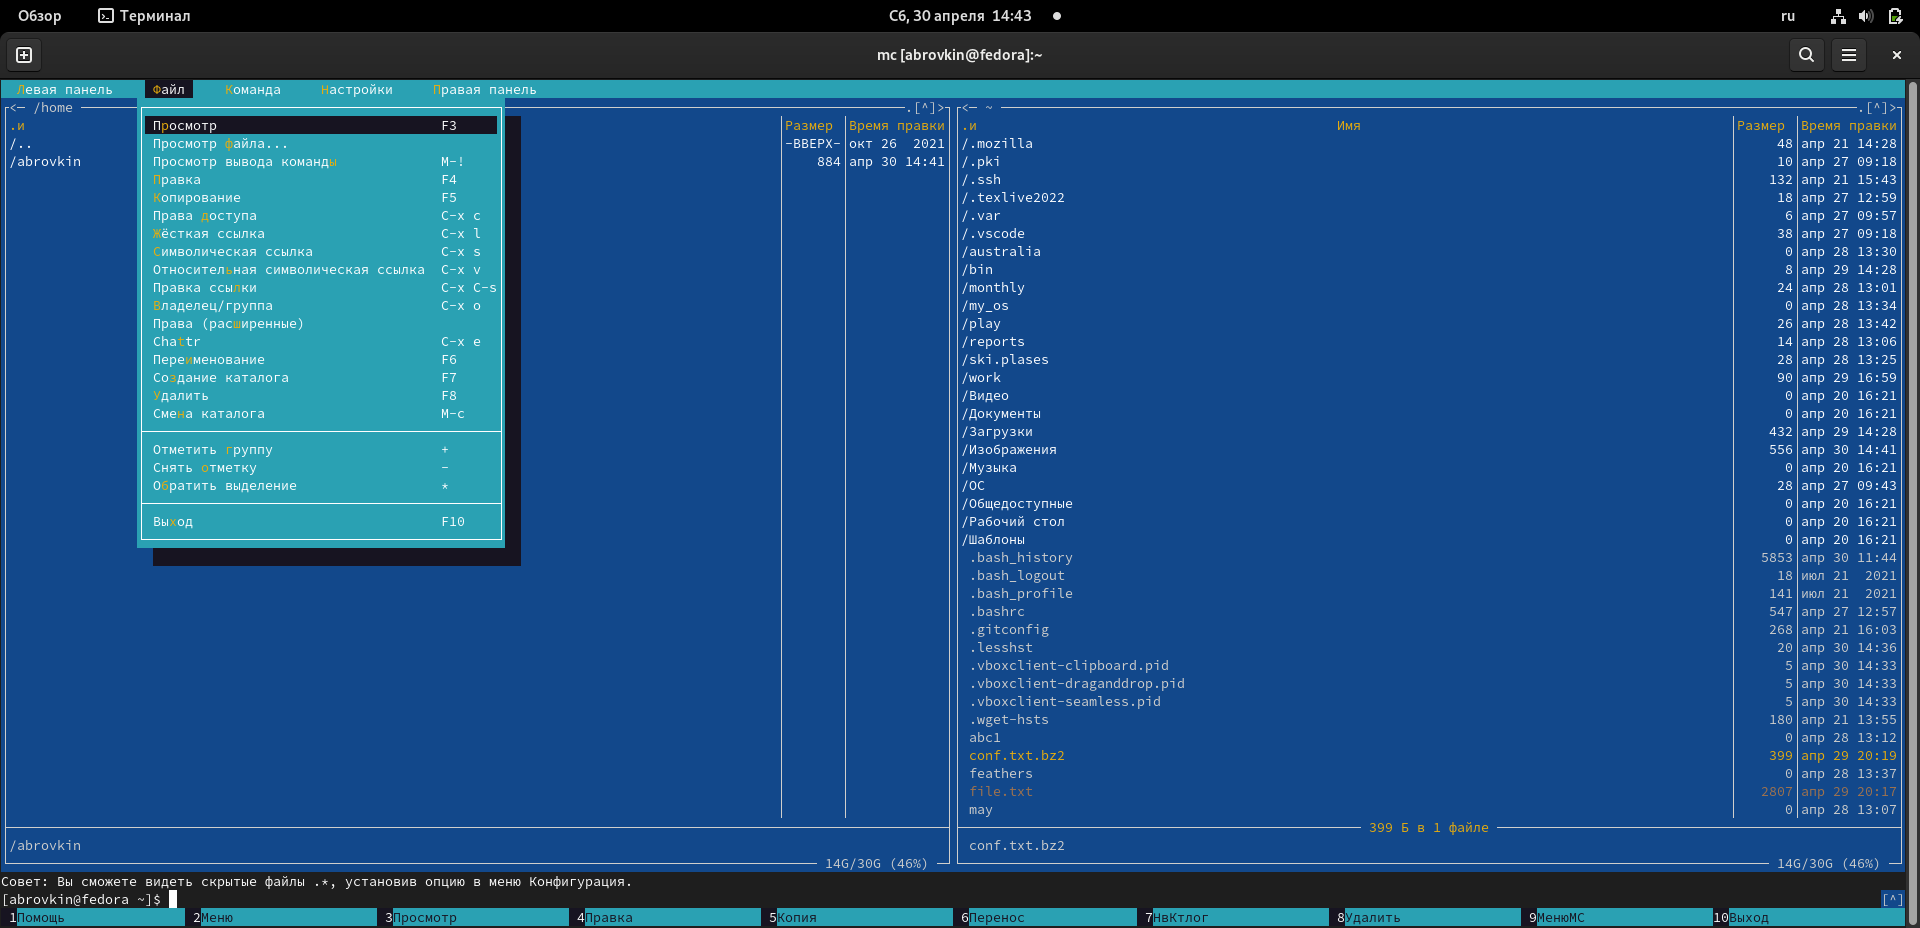 Обзор Терминал Сб, 30 апреля 14:43 ru
mc [abrovkin@fedora]:~
Левая панель Файл Команда Настройки Правая панель
<─ /home .[^]> <─ ~ .[^]>
Просмотр F3
Просмотр файла...
Просмотр вывода команды M-!
Правка F4
Копирование F5
Права доступа C-x c
Жёсткая ссылка C-x l
Символическая ссылка C-x s
Относительная символическая ссылка C-x v
Правка ссылки C-x C-s
Владелец/группа C-x o
Права (расширенные)
Chattr C-x e
Переименование F6
Создание каталога F7
Удалить F8
Смена каталога M-c
Отметить группу +
Снять отметку -
Обратить выделение *
Выход F10
.и Размер Время правки
/.. -ВВЕРХ- окт 26 2021
/abrovkin 884 апр 30 14:41
/abrovkin
14G/30G (46%)
.и Имя Размер Время правки
/.mozilla 48 апр 21 14:28
/.pki 10 апр 27 09:18
/.ssh 132 апр 21 15:43
/.texlive2022 18 апр 27 12:59
/.var 6 апр 27 09:57
/.vscode 38 апр 27 09:18
/australia 0 апр 28 13:30
/bin 8 апр 29 14:28
/monthly 24 апр 28 13:01
/my_os 0 апр 28 13:34
/play 26 апр 28 13:42
/reports 14 апр 28 13:06
/ski.plases 28 апр 28 13:25
/work 90 апр 29 16:59
/Видео 0 апр 20 16:21
/Документы 0 апр 20 16:21
/Загрузки 432 апр 29 14:28
/Изображения 556 апр 30 14:41
/Музыка 0 апр 20 16:21
/ОС 28 апр 27 09:43
/Общедоступные 0 апр 20 16:21
/Рабочий стол 0 апр 20 16:21
/Шаблоны 0 апр 20 16:21
.bash_history 5853 апр 30 11:44
.bash_logout 18 июл 21 2021
.bash_profile 141 июл 21 2021
.bashrc 547 апр 27 12:57
.gitconfig 268 апр 21 16:03
.lesshst 20 апр 30 14:36
.vboxclient-clipboard.pid 5 апр 30 14:33
.vboxclient-draganddrop.pid 5 апр 30 14:33
.vboxclient-seamless.pid 5 апр 30 14:33
.wget-hsts 180 апр 21 13:55
abc1 0 апр 28 13:12
conf.txt.bz2 399 апр 29 20:19
feathers 0 апр 28 13:37
file.txt 2807 апр 29 20:17
may 0 апр 28 13:07
399 Б в 1 файле
conf.txt.bz2
14G/30G (46%)
Совет: Вы сможете видеть скрытые файлы .*, установив опцию в меню Конфигурация.
[abrovkin@fedora ~]$ [^]
1Помощь 2Меню 3Просмотр 4Правка 5Копия 6Перенос 7НвКтлог 8Удалить 9МенюMC 10Выход